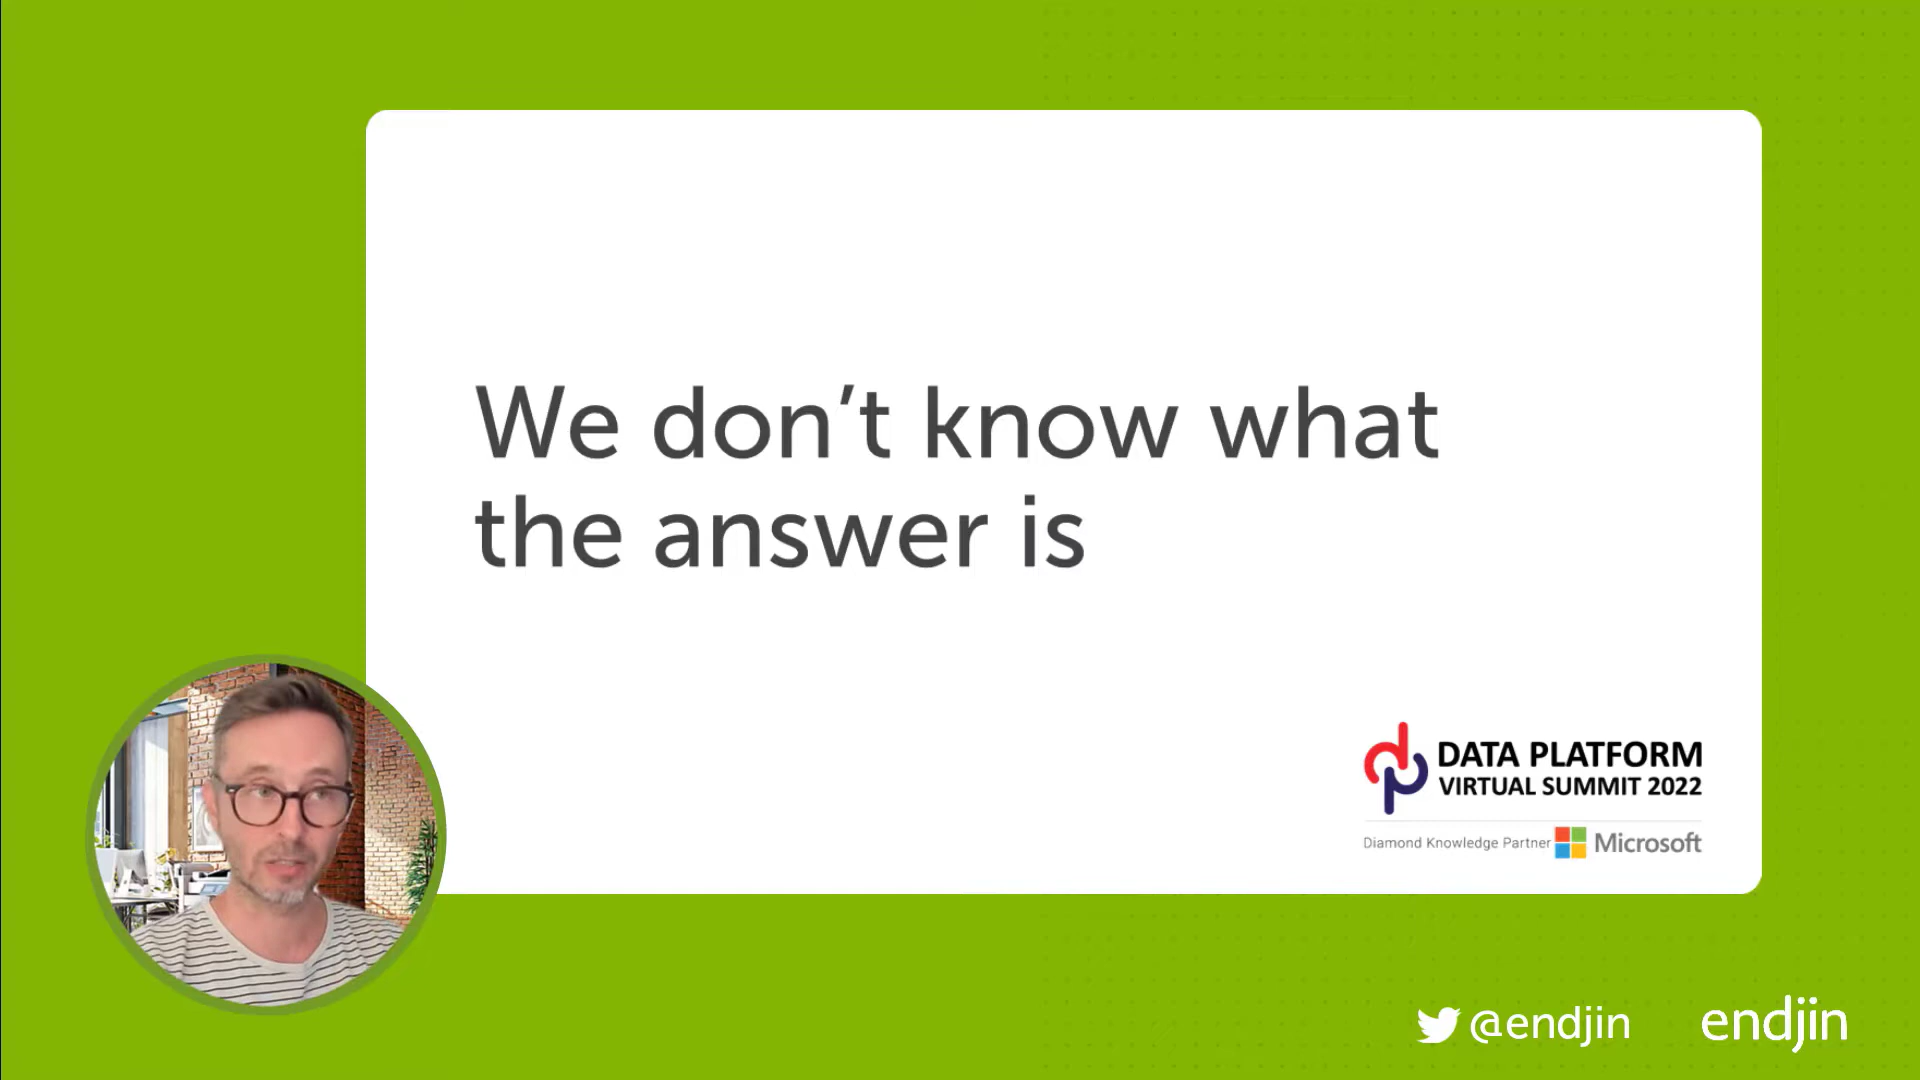 We don’t know what
the answer is
DATA PLATFORM
VIRTUAL SUMMIT 2022
Diamond Knowledge Partner Microsoft
@endjin endjin